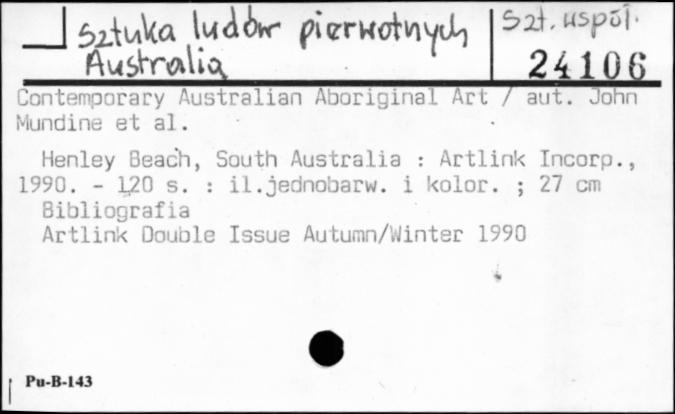 Sztuka ludów pierwotnych
Szt. współ.
Australia
24106
Contemporary Australian Aboriginal Art / aut. John
Mundine et al.
Henley Beach, South Australia : Artlink Incorp.,
1990. - 120 s. : il.jednobarw. i kolor. ; 27 cm
Bibliografia
Artlink Double Issue Autumn/Winter 1990
Pu-B-143